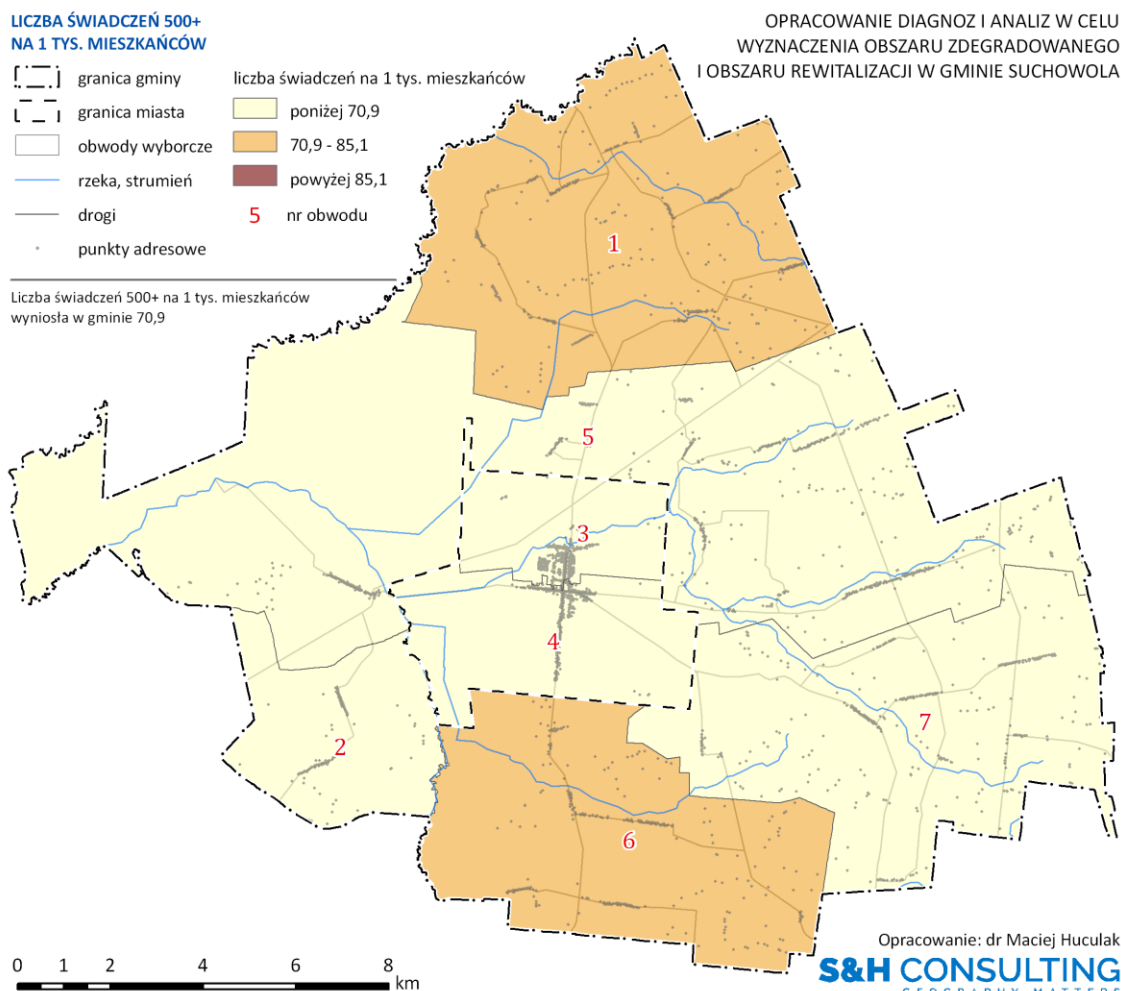 LICZBA ŚWIADCZEŃ 500+
NA 1 TYS. MIESZKAŃCÓW
granica gminy
granica miasta
obwody wyborcze
rzeka, strumień
drogi
punkty adresowe
liczba świadczeń na 1 tys. mieszkańców
poniżej 70,9
70,9 - 85,1
powyżej 85,1
5 nr obwodu
Liczba świadczeń 500+ na 1 tys. mieszkańców
wyniosła w gminie 70,9
OPRACOWANIE DIAGNOZ I ANALIZ W CELU
WYZNACZENIA OBSZARU ZDEGRADOWANEGO
I OBSZARU REWITALIZACJI W GMINIE SUCHOWOLA
1
5
3
4
2
7
6
0 1 2 4 6 8
km
Opracowanie: dr Maciej Huculak
S&H CONSULTING
GEOGRAPHY MATTERS